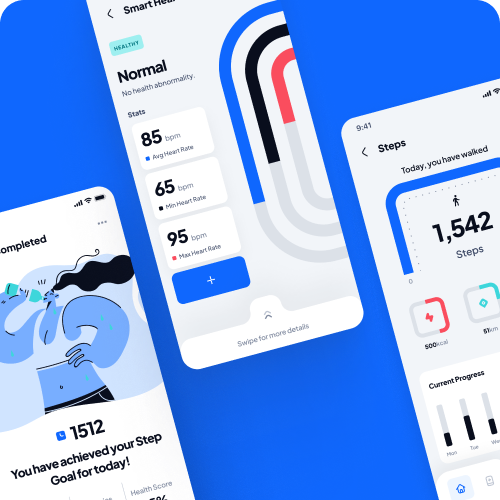 Smart Hea
HEALTHY
Normal
No health abnormality.
Stats
85 bpm
Avg Heart Rate
65 bpm
Min Heart Rate
95 bpm
Max Heart Rate
+
Swipe for more details
ompleted
1512
You have achieved your Step
Goal for today!
Health Score
9:41
Steps
Today, you have walked
1,542
Steps
0
500kcal
51km
Current Progress
Mon
Tue
We